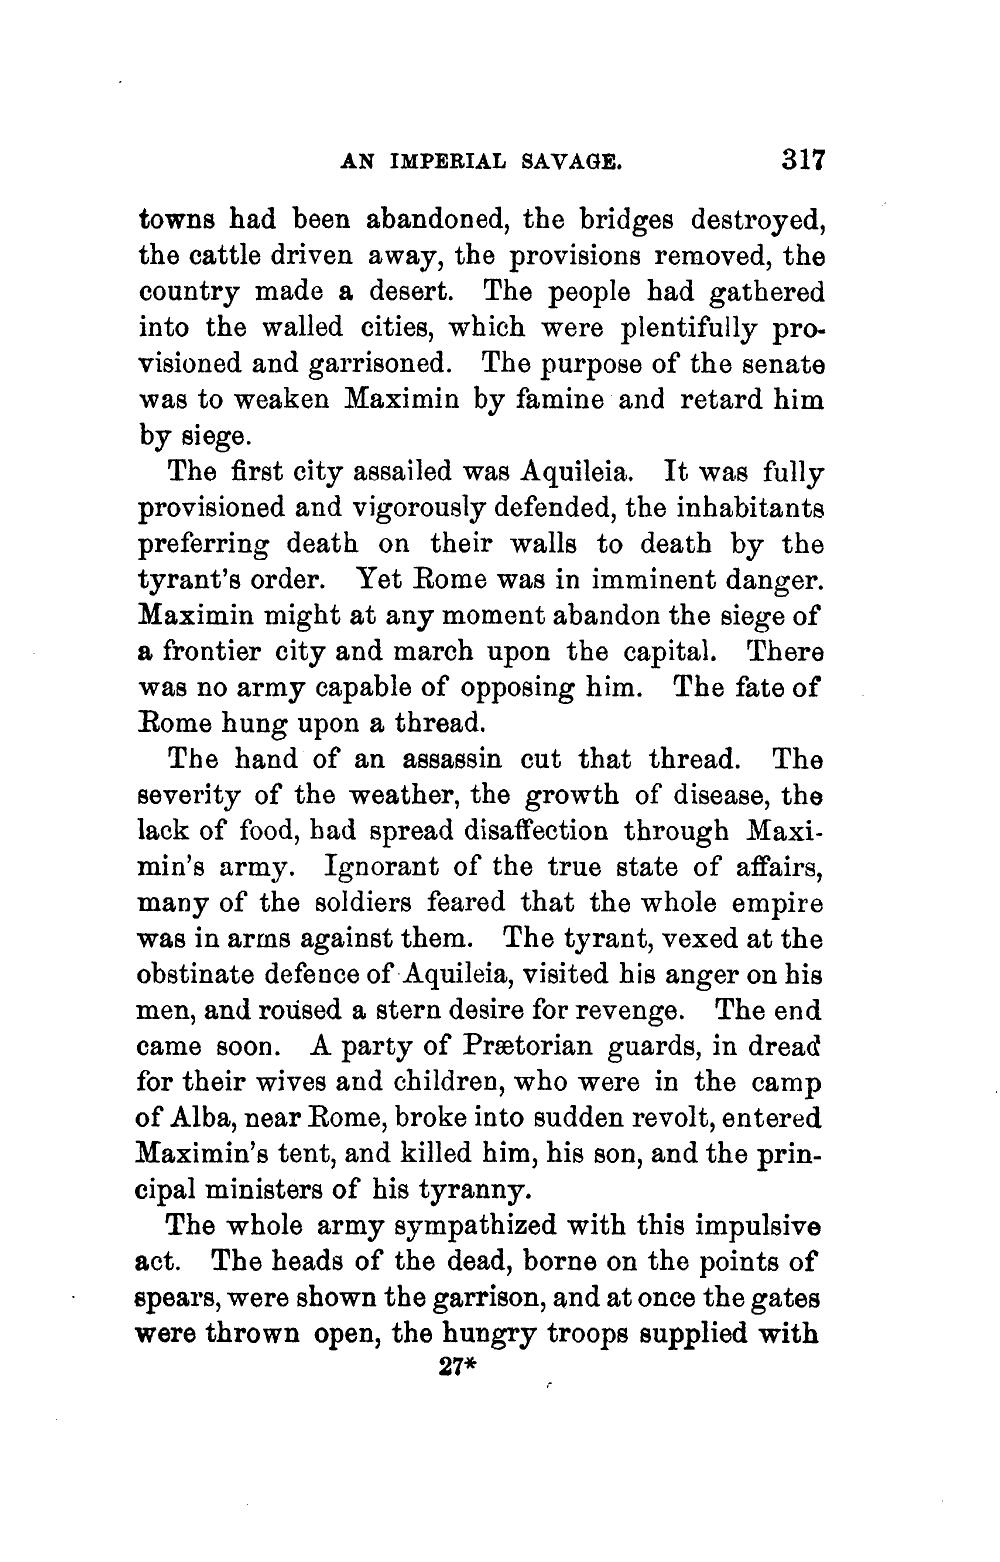 AN IMPERIAL SAVAGE. 317
towns had been abandoned, the bridges destroyed,
the cattle driven away, the provisions removed, the
country made a desert. The people had gathered
into the walled cities, which were plentifully pro-
visioned and garrisoned. The purpose of the senate
was to weaken Maximin by famine and retard him
by siege.
The first city assailed was Aquileia. It was fully
provisioned and vigorously defended, the inhabitants
preferring death on their walls to death by the
tyrant's order. Yet Rome was in imminent danger.
Maximin might at any moment abandon the siege of
a frontier city and march upon the capital. There
was no army capable of opposing him. The fate of
Rome hung upon a thread.
The hand of an assassin cut that thread. The
severity of the weather, the growth of disease, the
lack of food, had spread disaffection through Maxi-
min's army. Ignorant of the true state of affairs,
many of the soldiers feared that the whole empire
was in arms against them. The tyrant, vexed at the
obstinate defence of Aquileia, visited his anger on his
men, and roused a stern desire for revenge. The end
came soon. A party of Prætorian guards, in dread
for their wives and children, who were in the camp
of Alba, near Rome, broke into sudden revolt, entered
Maximin's tent, and killed him, his son, and the prin-
cipal ministers of his tyranny.
The whole army sympathized with this impulsive
act. The heads of the dead, borne on the points of
spears, were shown the garrison, and at once the gates
were thrown open, the hungry troops supplied with
27*